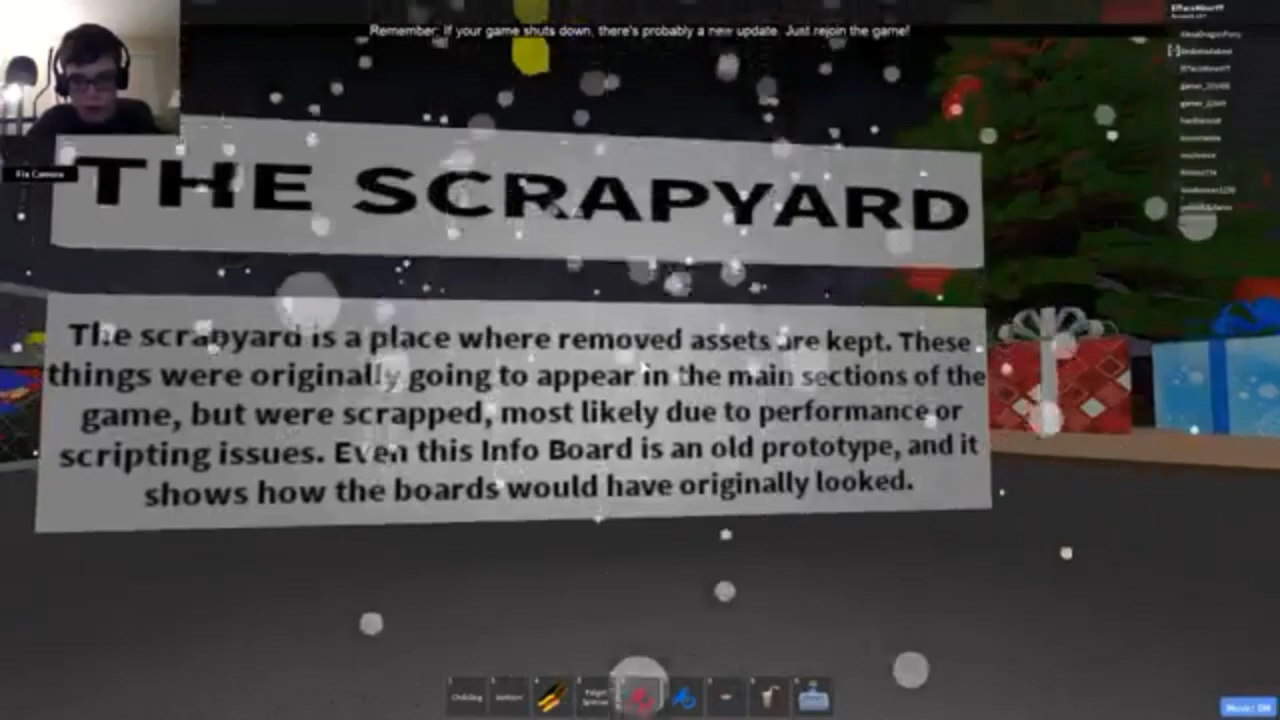 Remember: If your game shuts down, there's probably a new update. Just rejoin the game!
Fix Camera
THE SCRAPYARD
The scrapyard is a place where removed assets are kept. These
things were originally going to appear in the main sections of the
game, but were scrapped, most likely due to performance or
scripting issues. Even this Info Board is an old prototype, and it
shows how the boards would have originally looked.
Music: ON